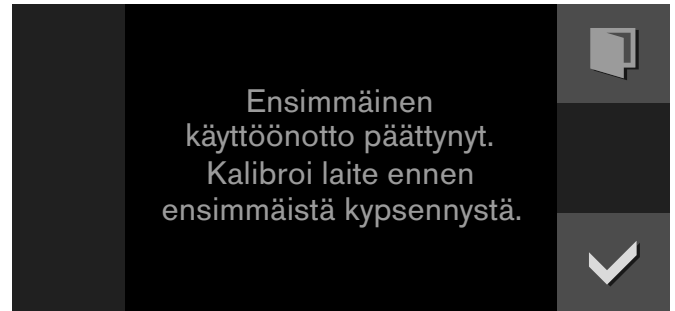 Ensimmäinen
käyttöönotto päättynyt.
Kalibroi laite ennen
ensimmäistä kypsennystä.